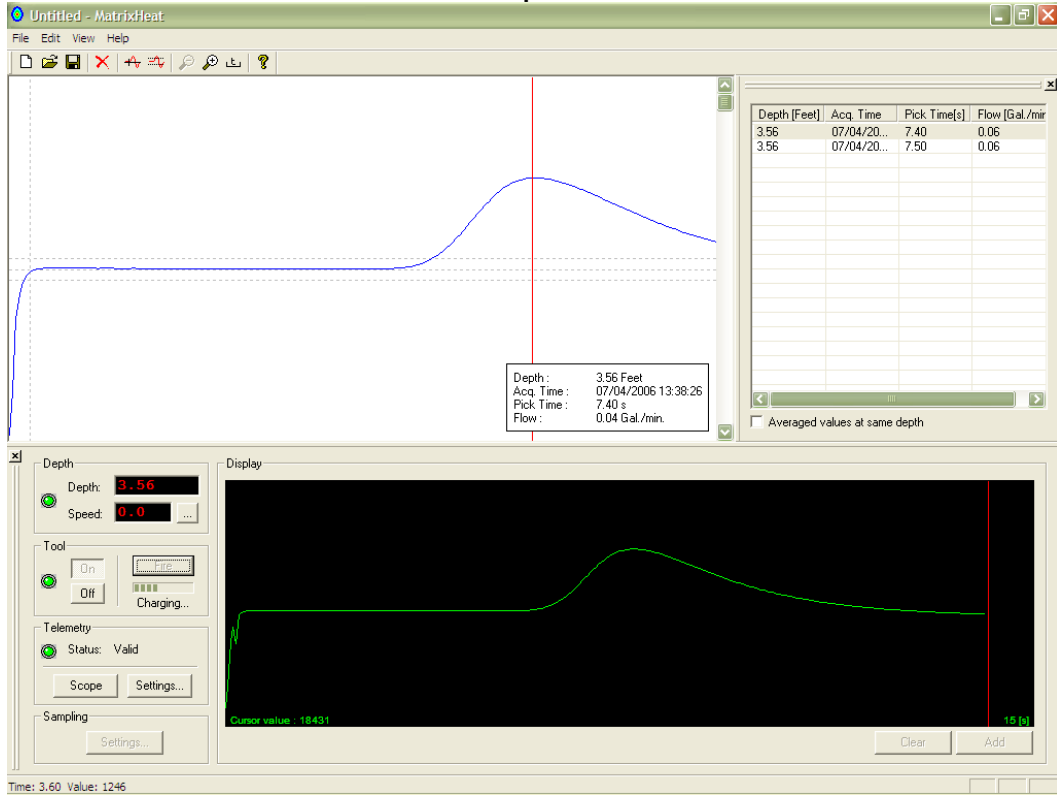 Untitled - MatrixHeat
File Edit View Help
Depth [Feet] Acq. Time Pick Time[s] Flow [Gal./mir
3.56 07/04/20... 7.40 0.06
3.56 07/04/20... 7.50 0.06
Depth : 3.56 Feet
Acq. Time : 07/04/2006 13:38:26
Pick Time : 7.40 s
Flow : 0.04 Gal./min.
Averaged values at same depth
Depth
Depth: 3.56
Speed: 0.0 ...
Tool
On Fire
Off Charging...
Telemetry
Status: Valid
Scope Settings...
Sampling
Settings...
Display
Cursor value : 18431 15 [s]
Clear Add
Time: 3.60 Value: 1246